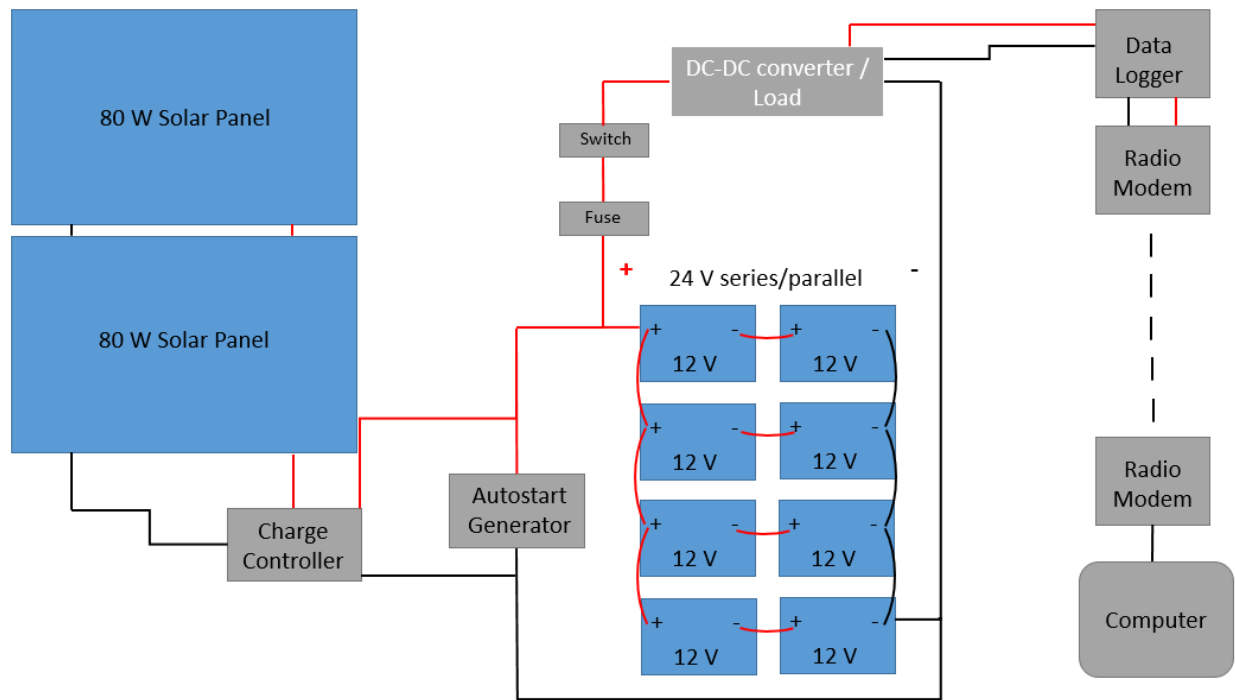 80 W Solar Panel
80 W Solar Panel
Charge
Controller
Autostart
Generator
DC-DC converter /
Load
Switch
Fuse
+
-
24 V series/parallel
+ - + -
12 V 12 V
+ - + -
12 V 12 V
+ - + -
12 V 12 V
+ - + -
12 V 12 V
Data
Logger
Radio
Modem
Radio
Modem
Computer